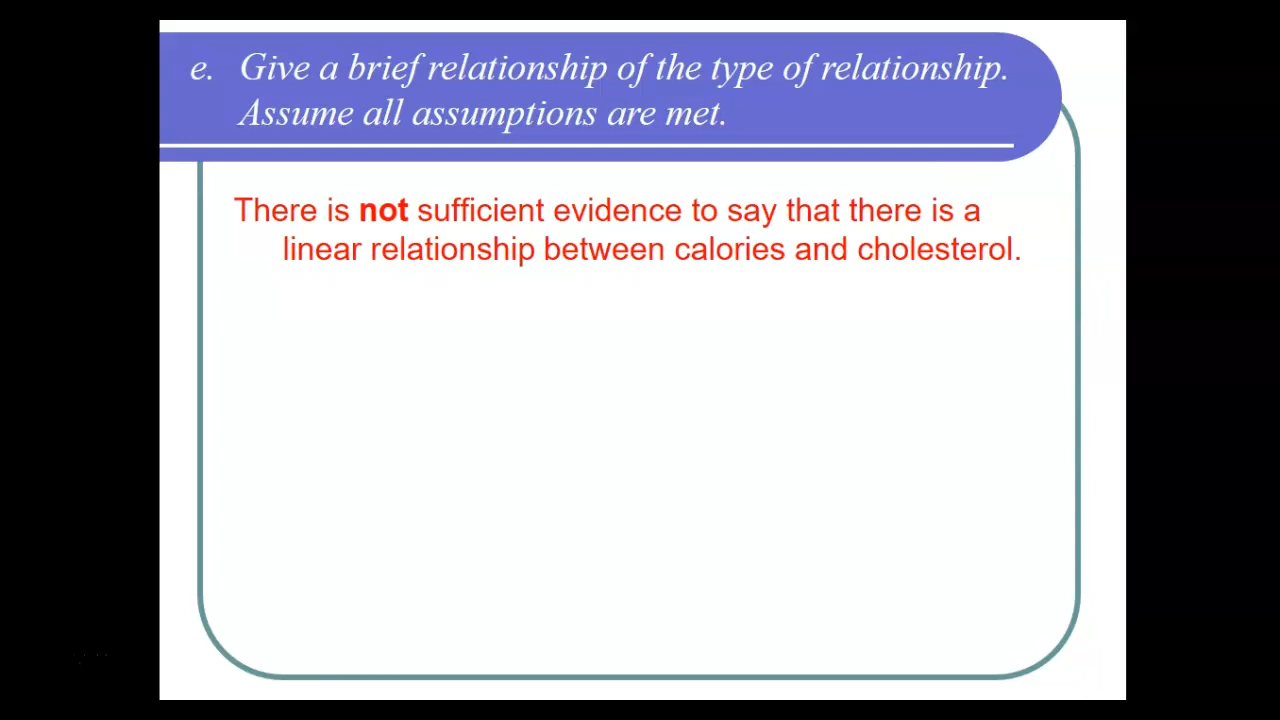 e. Give a brief relationship of the type of relationship.
Assume all assumptions are met.
There is not sufficient evidence to say that there is a
linear relationship between calories and cholesterol.